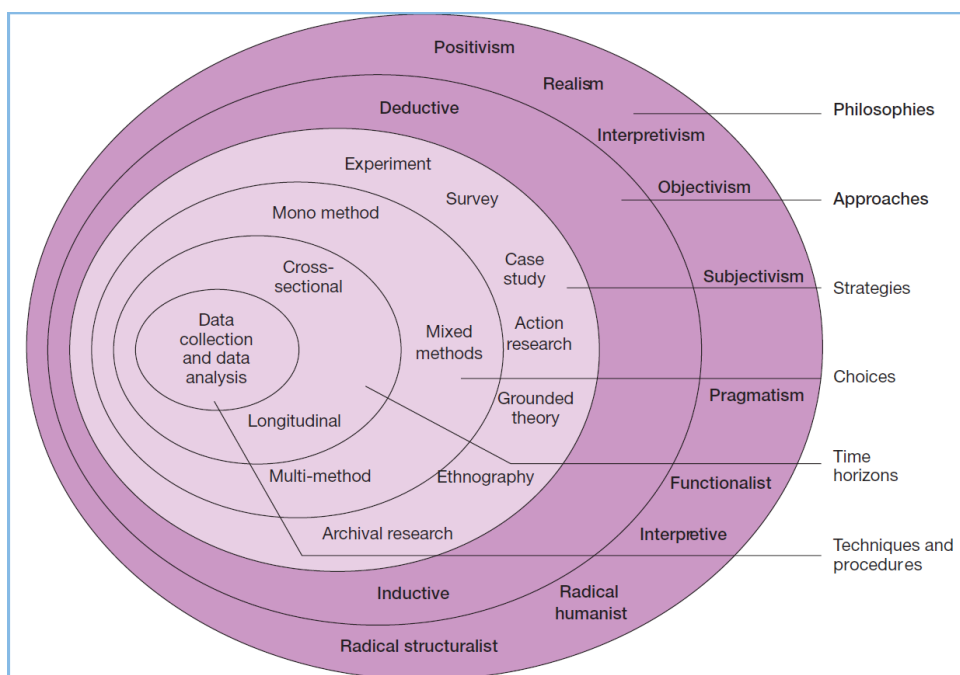 Positivism
Realism
Deductive
Philosophies
Interpretivism
Experiment
Objectivism
Survey
Approaches
Mono method
Case
study
Cross-
sectional
Subjectivism
Strategies
Data
collection
and data
analysis
Mixed
methods
Action
research
Choices
Pragmatism
Grounded
theory
Longitudinal
Time
horizons
Multi-method
Ethnography
Functionalist
Archival research
Interpretive
Techniques and
procedures
Inductive
Radical
humanist
Radical structuralist